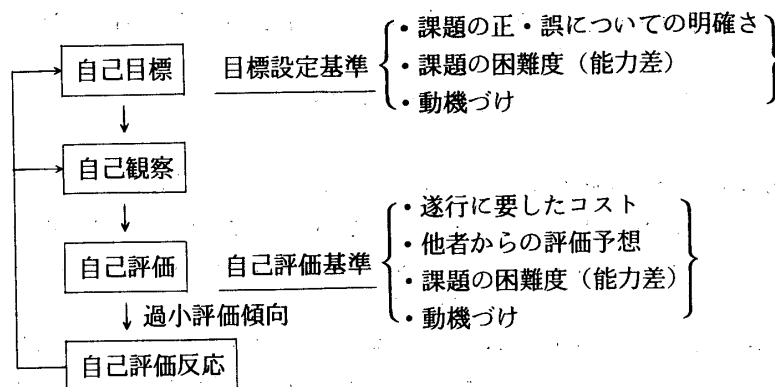 自己目標
目標設定基準
・課題の正・誤についての明確さ
・課題の困難度（能力差）
・動機づけ
自己観察
自己評価
自己評価基準
・遂行に要したコスト
・他者からの評価予想
・課題の困難度（能力差）
・動機づけ
過小評価傾向
自己評価反応